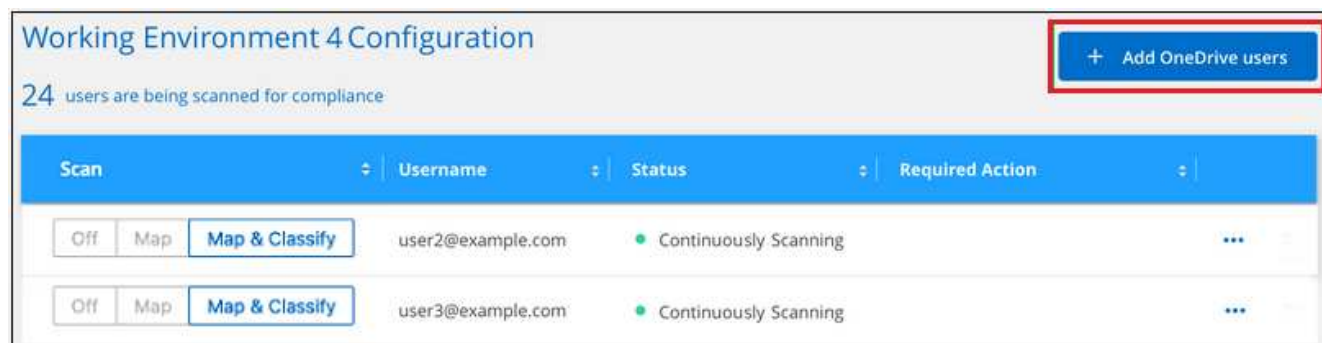 Working Environment 4 Configuration
+ Add OneDrive users
24 users are being scanned for compliance
Scan Username Status Required Action
Off Map Map & Classify user2@example.com Continuously Scanning ...
Off Map Map & Classify user3@example.com Continuously Scanning ...